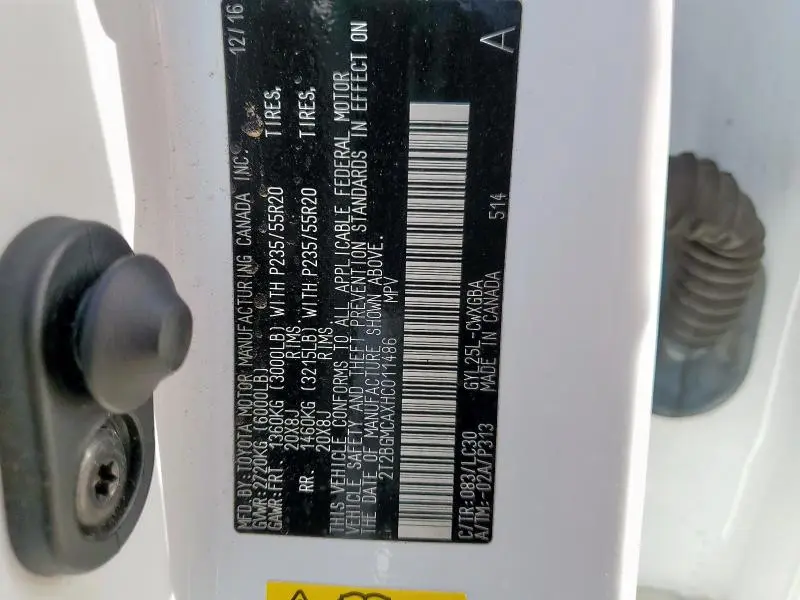 MFD. BY: TOYOTA MOTOR MANUFACTURING CANADA INC. 12/16
GVWR: 2720KG (6000LB)
GAWR: FRT. 1360KG (3000LB) WITH P235/55R20 TIRES,
20X8J RIMS
RR. 1460KG (3215LB) WITH P235/55R20 TIRES,
20X8J RIMS
THIS VEHICLE CONFORMS TO ALL APPLICABLE FEDERAL MOTOR
VEHICLE SAFETY AND THEFT PREVENTION STANDARDS IN EFFECT ON
THE DATE OF MANUFACTURE SHOWN ABOVE.
2T2BGMCAXHC011486 MPV
C/TR: 083/LC30 GYL25L-CWXGBA A
A/TM: -02A/P313 MADE IN CANADA 514